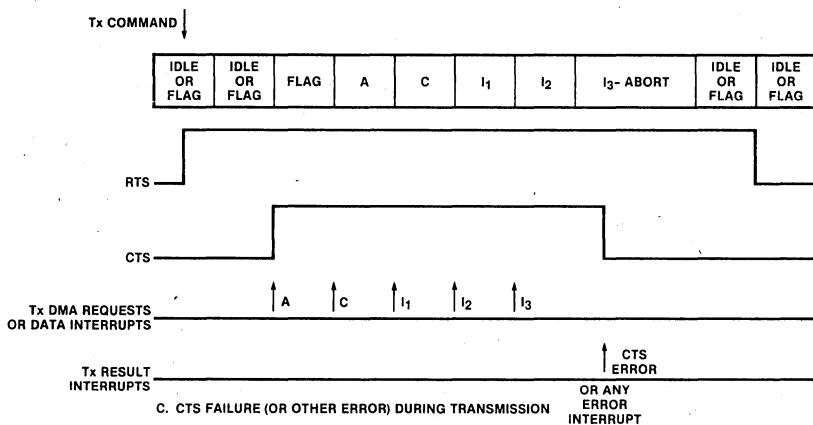 Tx COMMAND
IDLE OR FLAG
IDLE OR FLAG
FLAG
A
C
I1
I2
I3- ABORT
IDLE OR FLAG
IDLE OR FLAG
RTS
CTS
Tx DMA REQUESTS
OR DATA INTERRUPTS
A
C
I1
I2
I3
Tx RESULT
INTERRUPTS
CTS
ERROR
OR ANY
ERROR
INTERRUPT
C. CTS FAILURE (OR OTHER ERROR) DURING TRANSMISSION